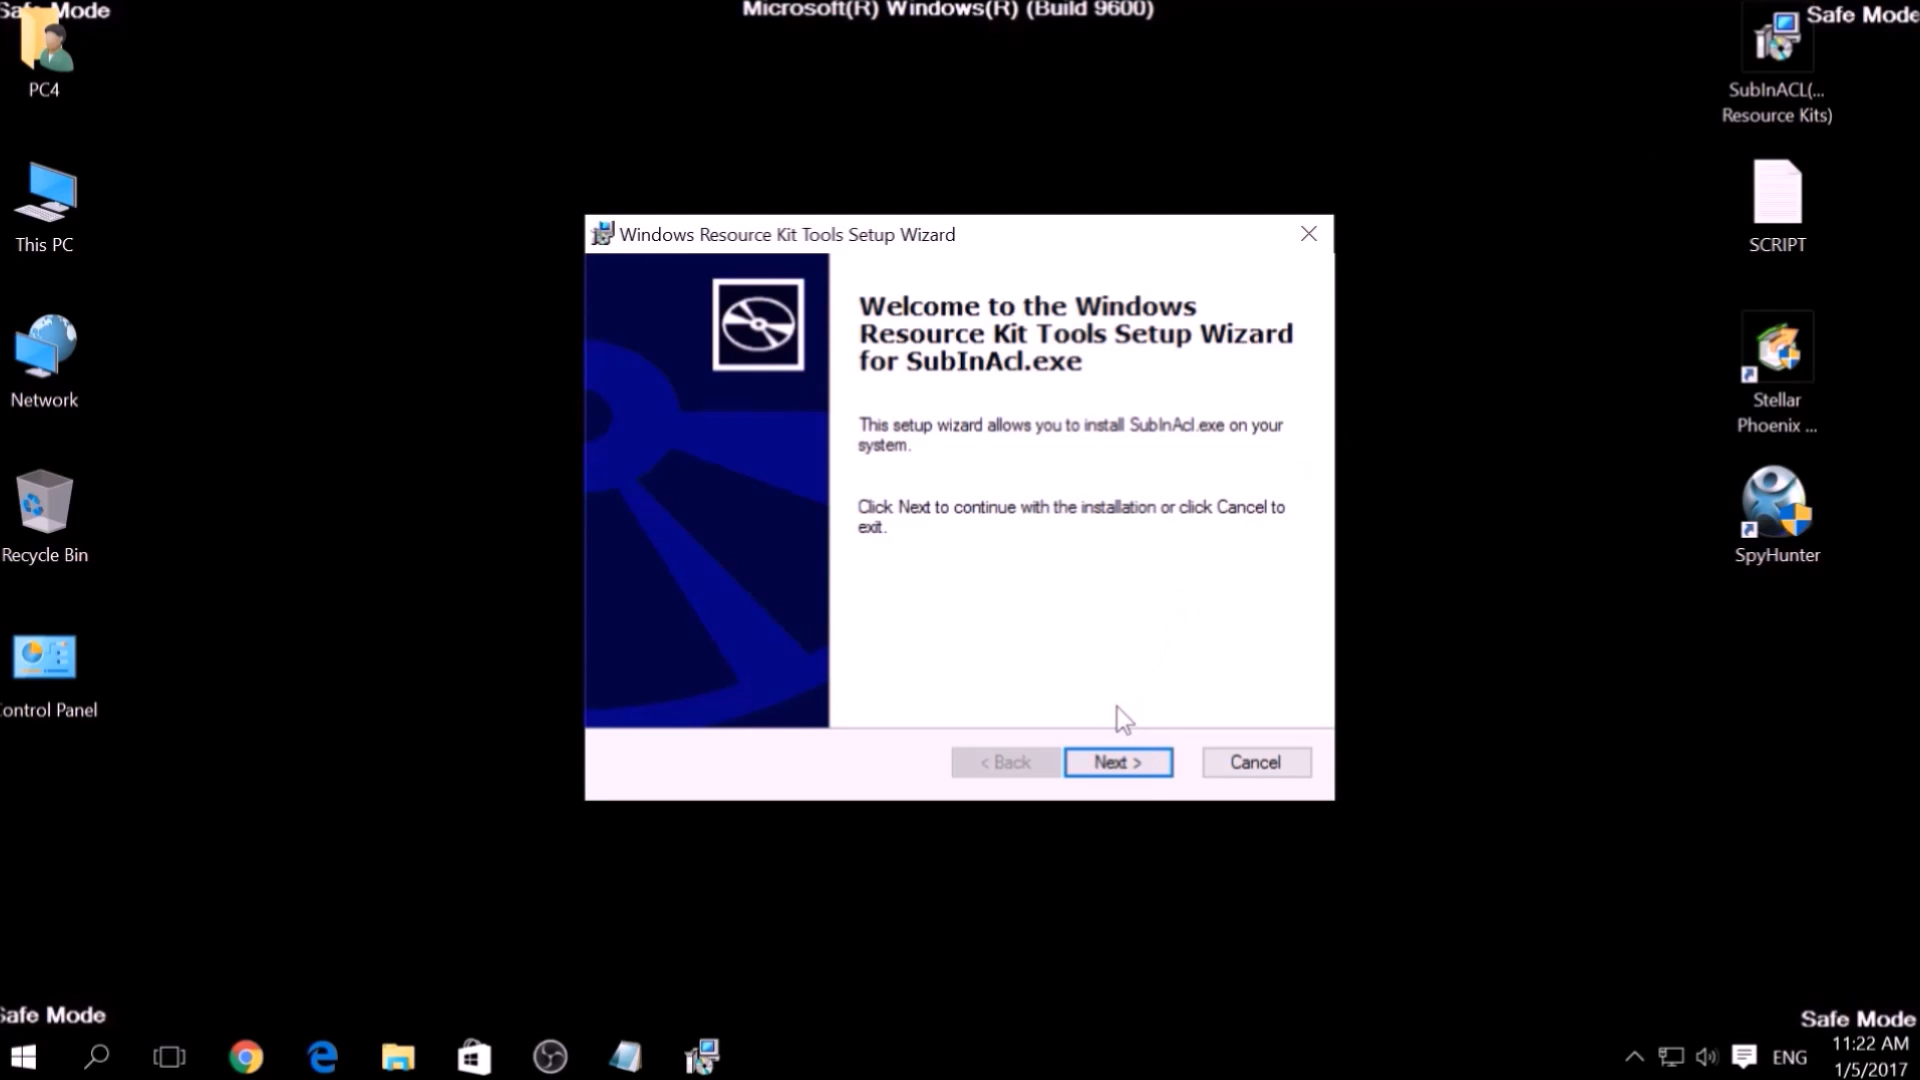 Safe Mode
Microsoft(R) Windows(R) (Build 9600)
Safe Mode
PC4
This PC
Network
Recycle Bin
ontrol Panel
SubInACL(...
Resource Kits)
SCRIPT
Stellar
Phoenix ...
SpyHunter
Windows Resource Kit Tools Setup Wizard
Welcome to the Windows
Resource Kit Tools Setup Wizard
for SubInAcl.exe
This setup wizard allows you to install SubInAcl.exe on your
system.
Click Next to continue with the installation or click Cancel to
exit.
< Back
Next >
Cancel
Safe Mode
Safe Mode
ENG
11:22 AM
1/5/2017